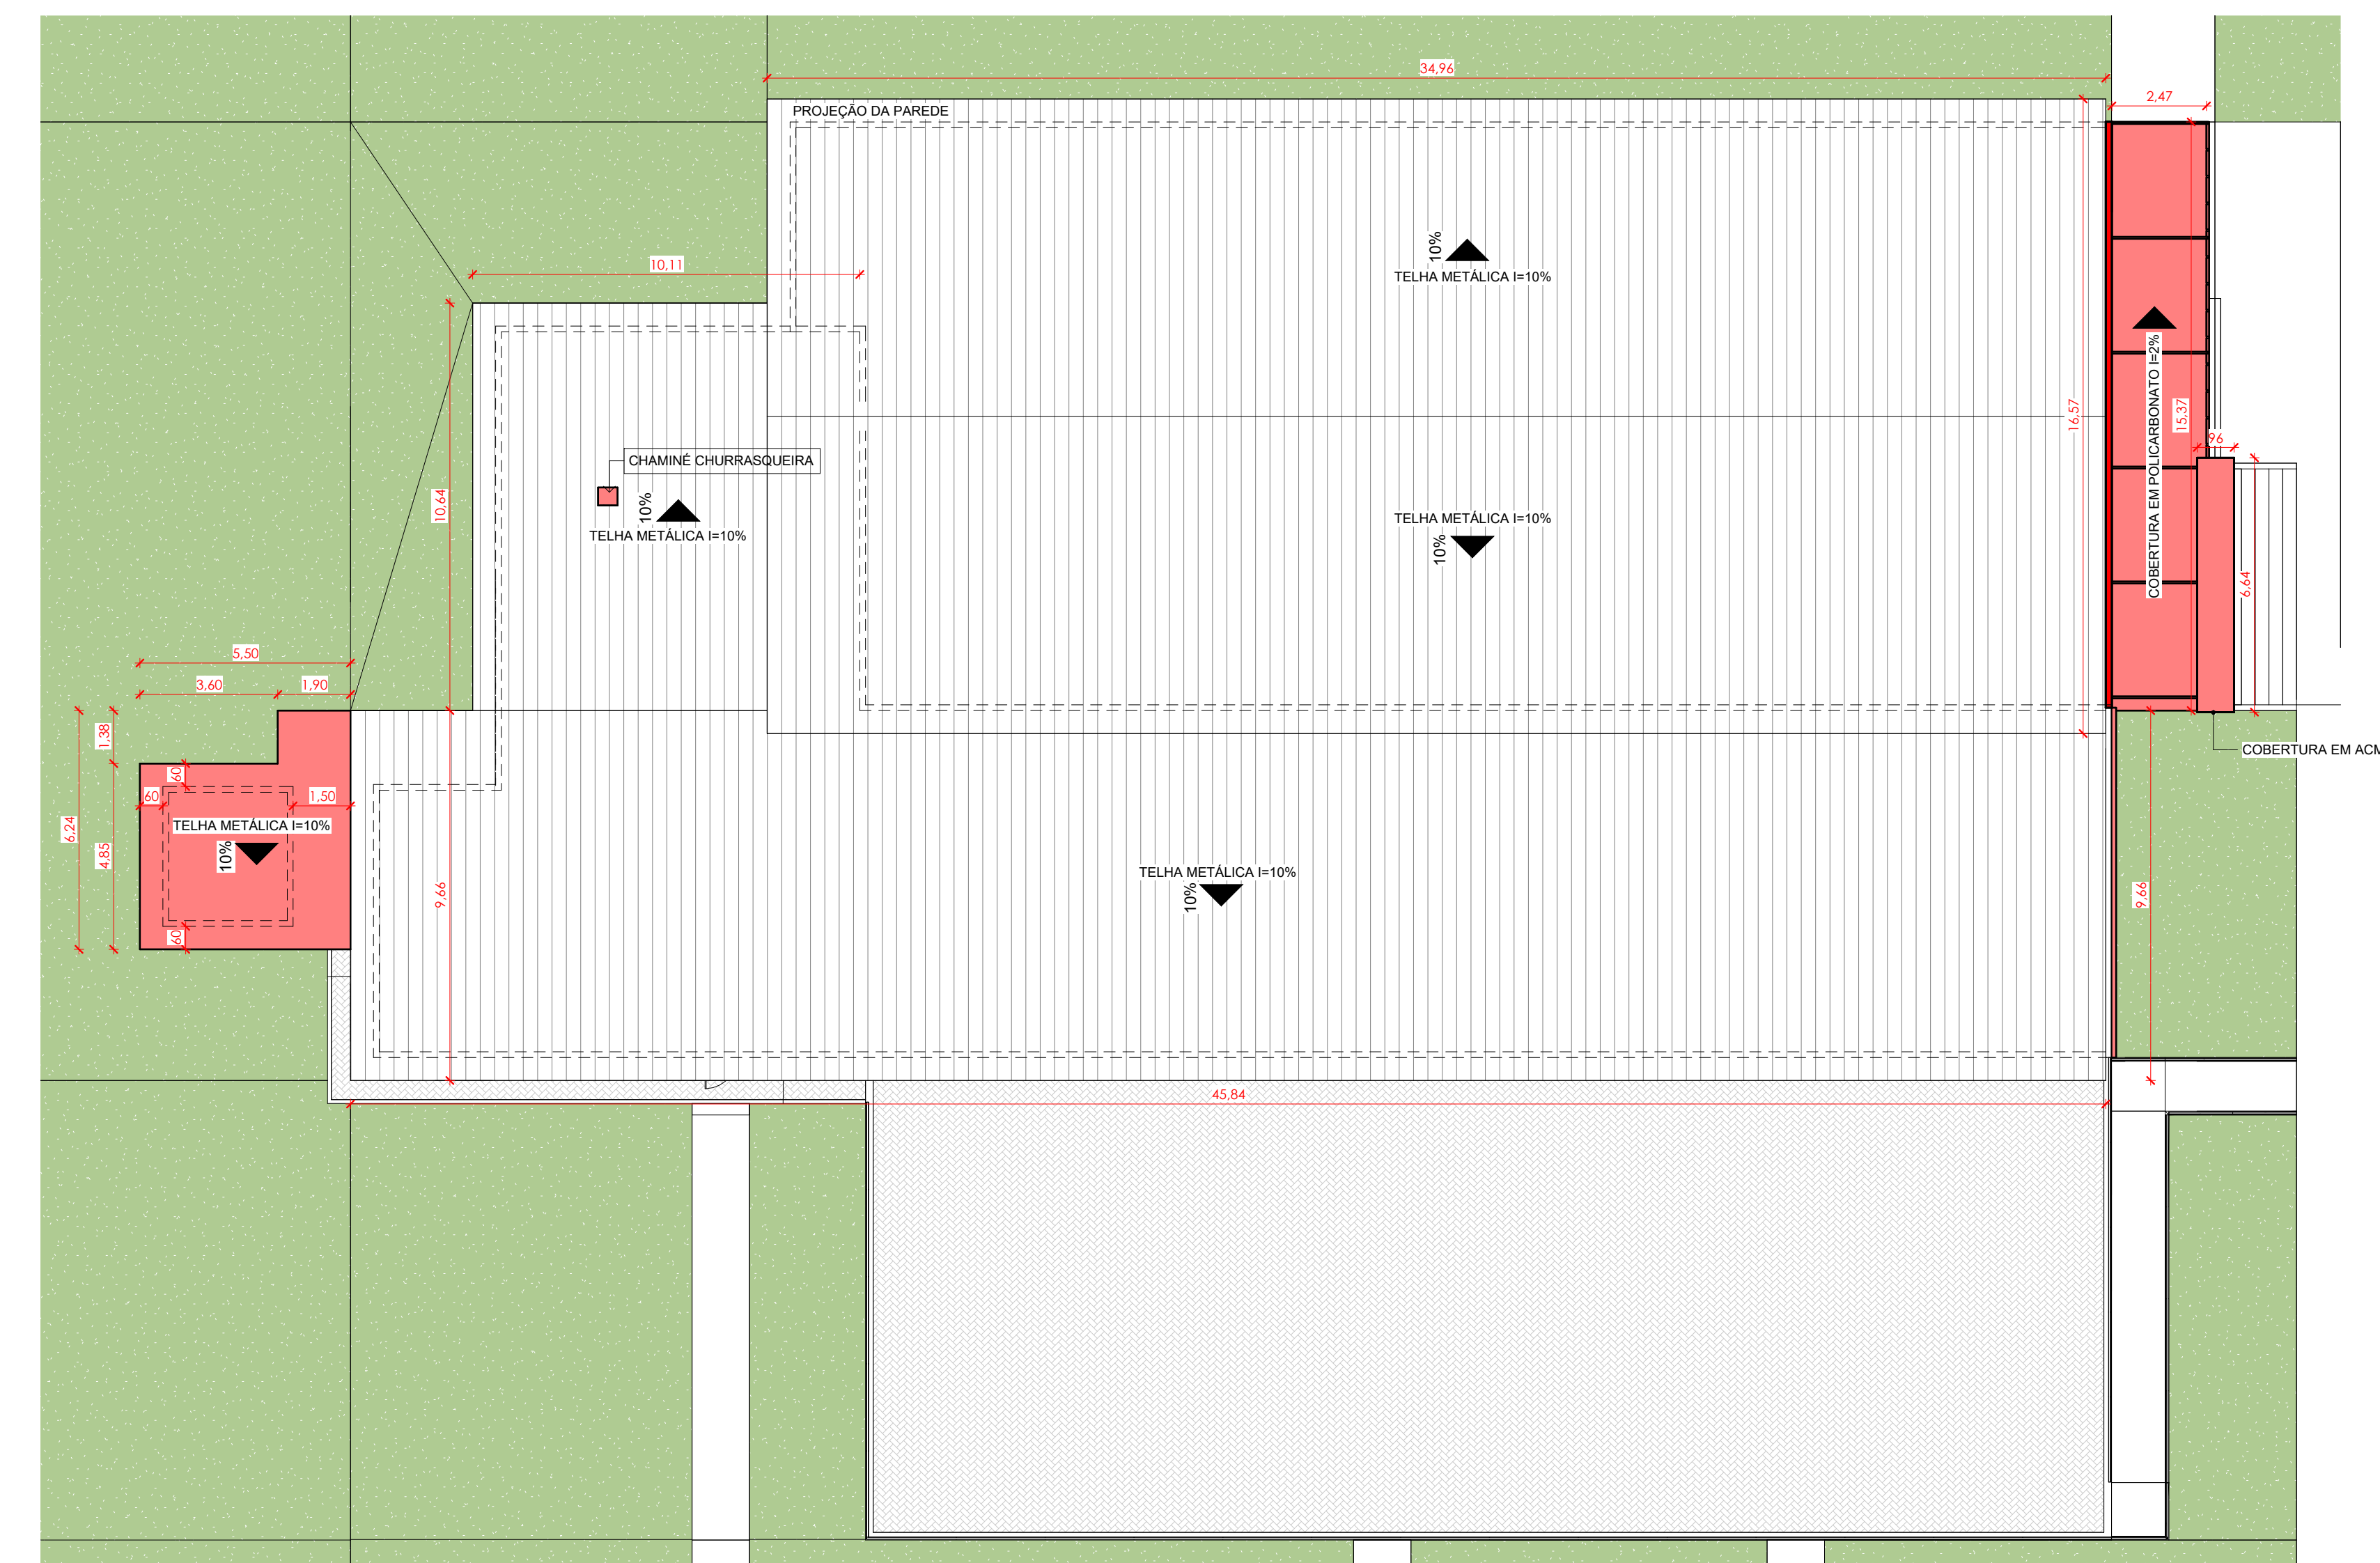 34,96
2,47
PROJEÇÃO DA PAREDE
10%
TELHA METÁLICA I=10%
10,11
COBERTURA EM POLICARBONATO I=2%
15,37
16,57
96
CHAMINÉ CHURRASQUEIRA
10%
TELHA METÁLICA I=10%
10,64
TELHA METÁLICA I=10%
10%
6,64
5,50
3,60
1,90
1,38
COBERTURA EM ACM
60
60
1,50
TELHA METÁLICA I=10%
10%
6,24
4,85
60
TELHA METÁLICA I=10%
10%
9,66
9,66
45,84